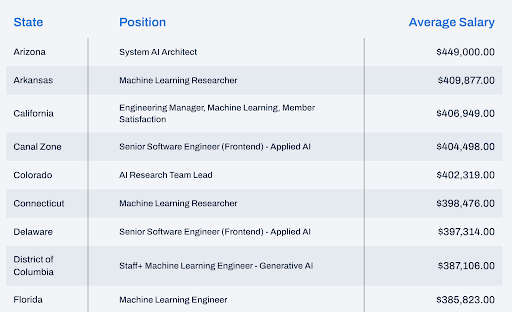 State Position Average Salary
Arizona System AI Architect $449,000.00
Arkansas Machine Learning Researcher $409,877.00
California Engineering Manager, Machine Learning, Member
Satisfaction $406,949.00
Canal Zone Senior Software Engineer (Frontend) - Applied AI $404,498.00
Colorado AI Research Team Lead $402,319.00
Connecticut Machine Learning Researcher $398,476.00
Delaware Senior Software Engineer (Frontend) - Applied AI $397,314.00
District of
Columbia Staff+ Machine Learning Engineer - Generative AI $387,106.00
Florida Machine Learning Engineer $385,823.00